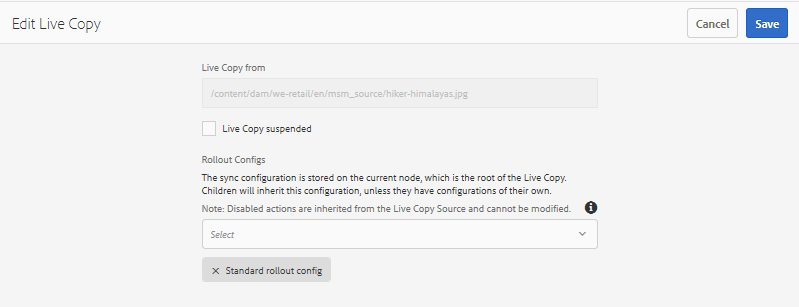 Edit Live Copy
Cancel
Save
Live Copy from
/content/dam/we-retail/en/msm_source/hiker-himalayas.jpg
Live Copy suspended
Rollout Configs
The sync configuration is stored on the current node, which is the root of the Live Copy.
Children will inherit this configuration, unless they have configurations of their own.
Note: Disabled actions are inherited from the Live Copy Source and cannot be modified.
Select
Standard rollout config